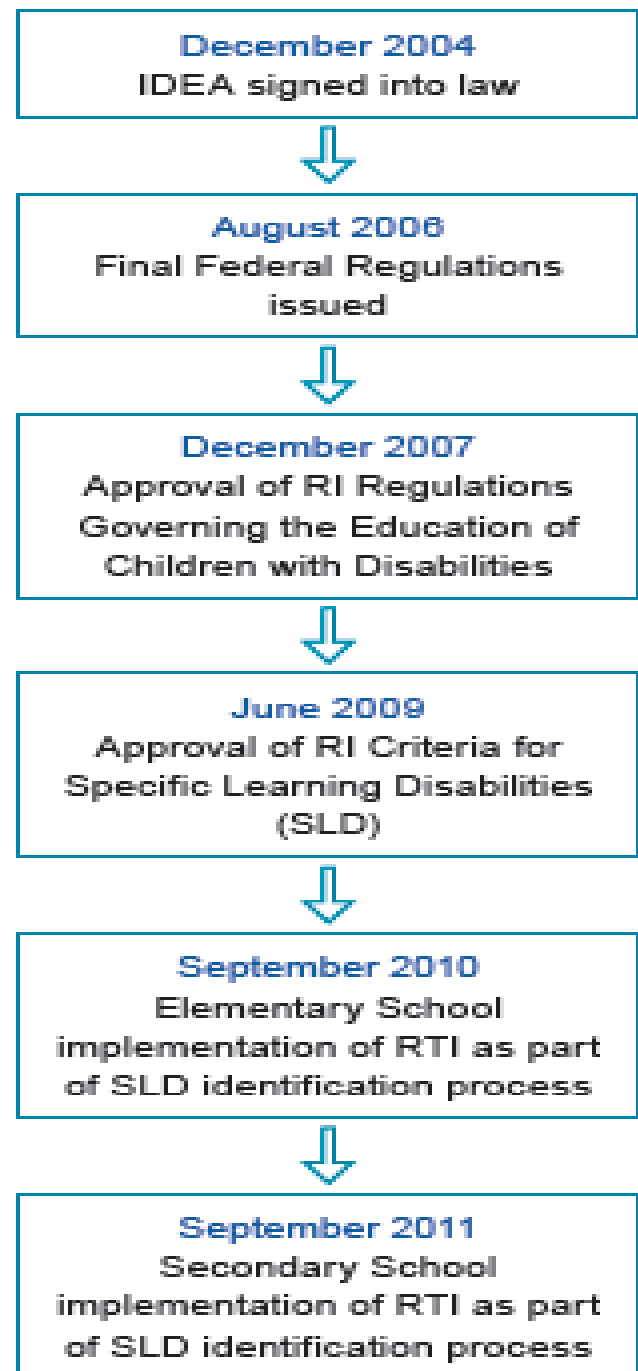 December 2004
IDEA signed into law
August 2006
Final Federal Regulations
issued
December 2007
Approval of RI Regulations
Governing the Education of
Children with Disabilities
June 2009
Approval of RI Criteria for
Specific Learning Disabilities
(SLD)
September 2010
Elementary School
implementation of RTI as part
of SLD identification process
September 2011
Secondary School
implementation of RTI as part
of SLD identification process